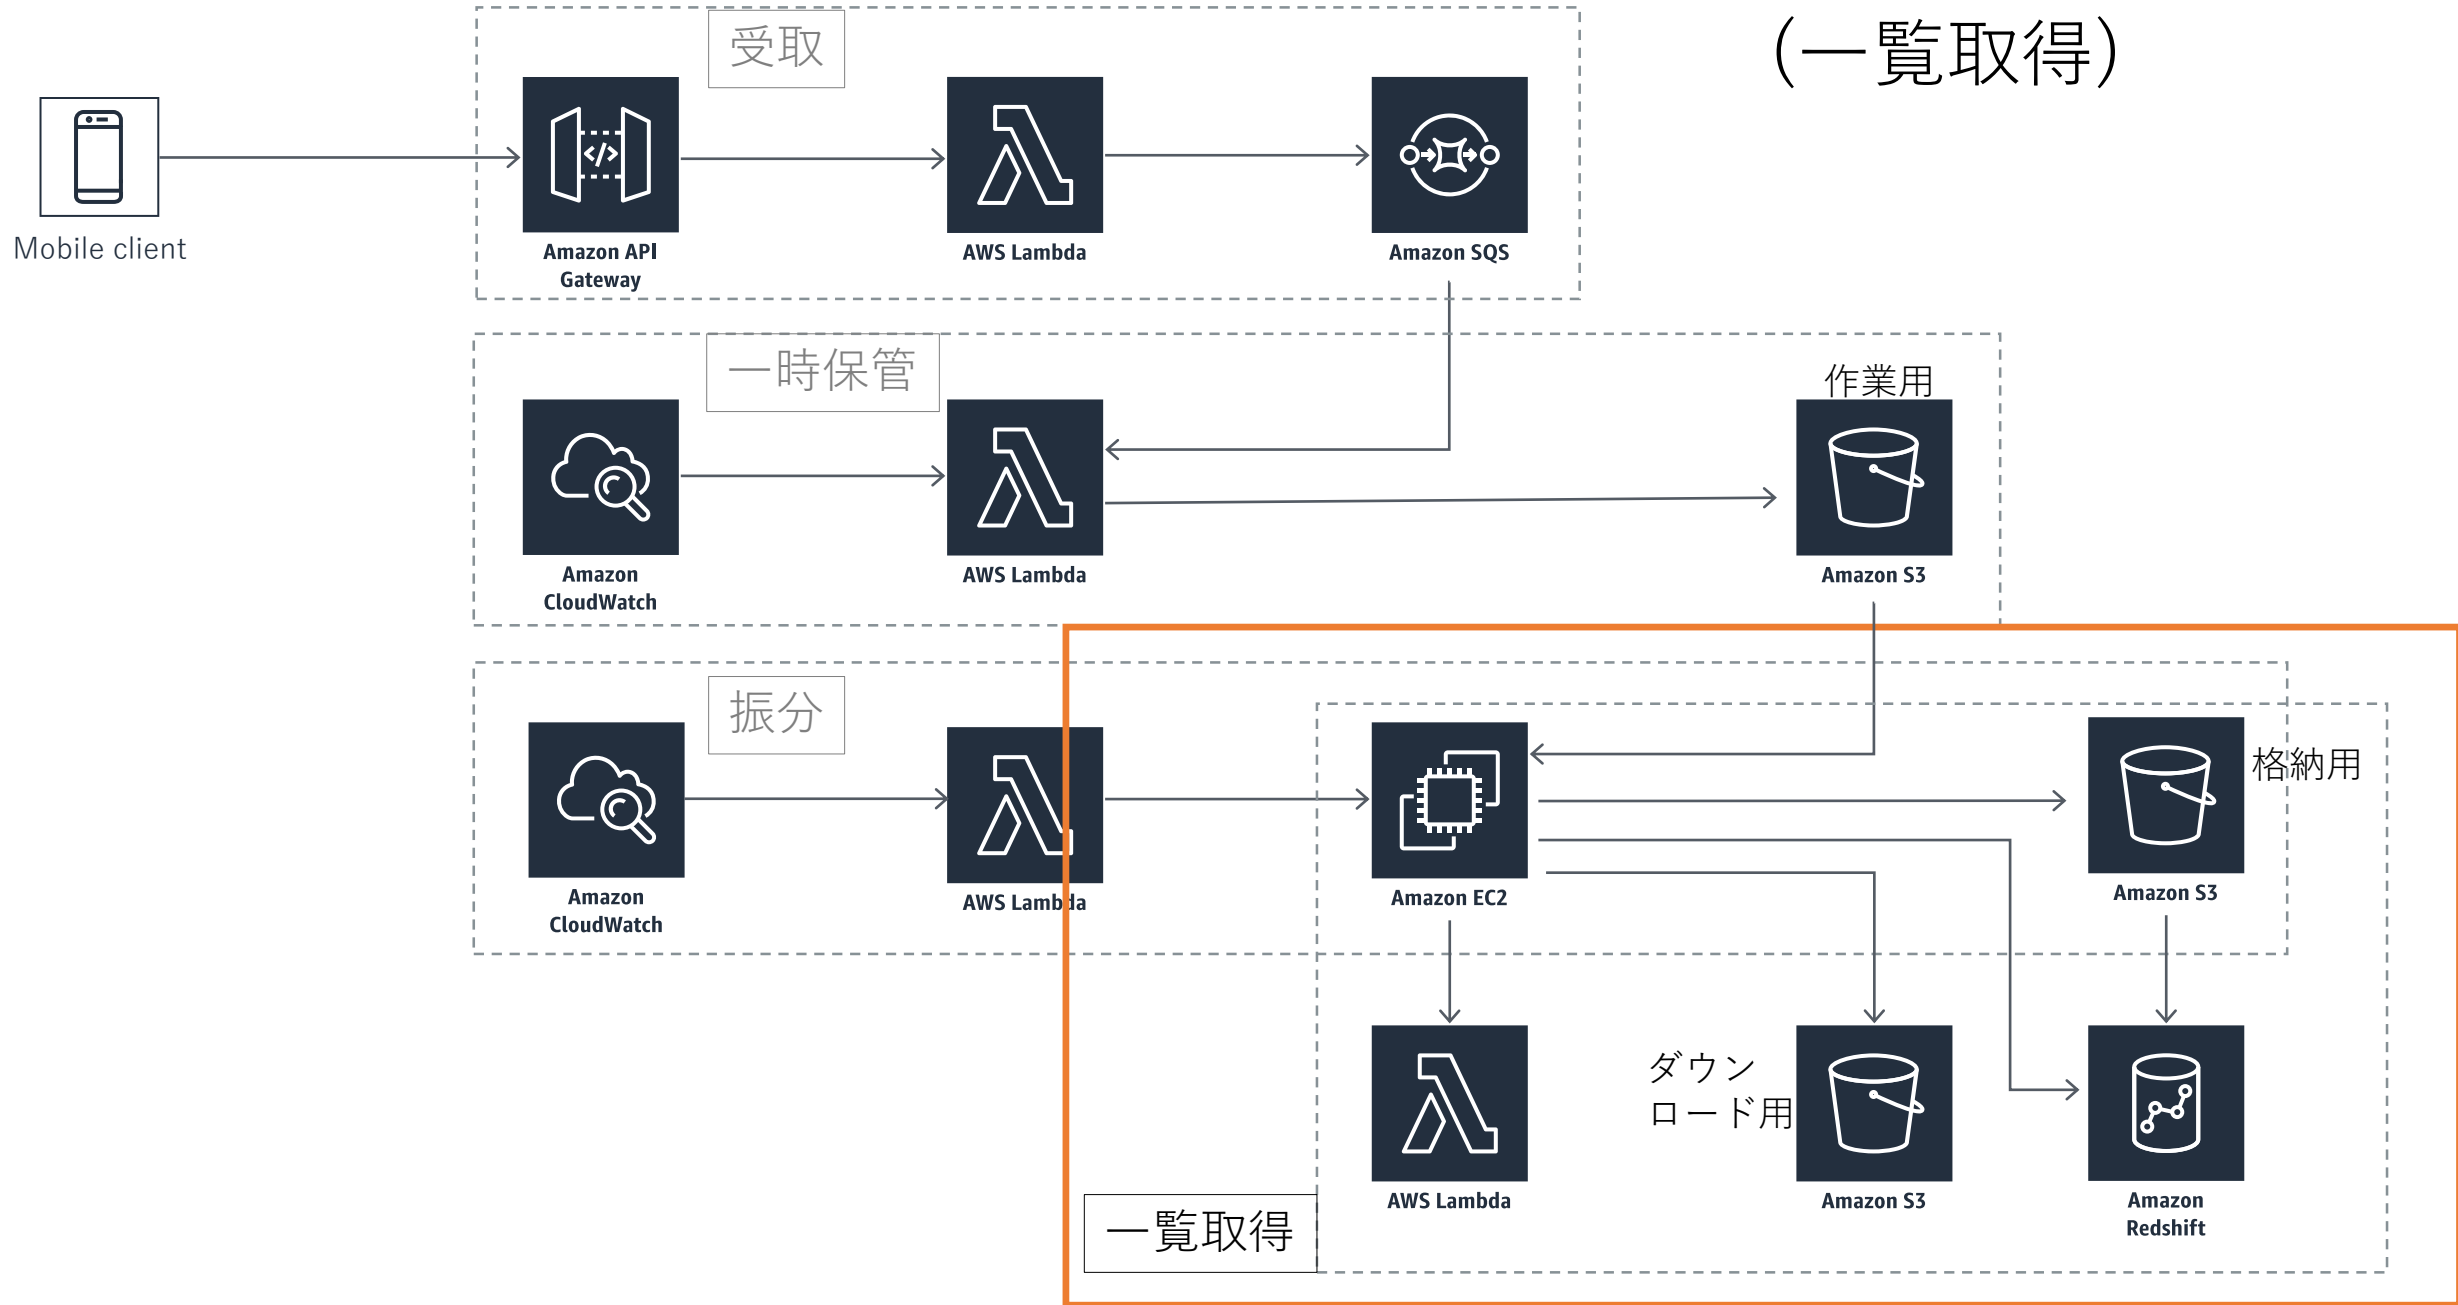 （一覧取得）
受取
Mobile client
Amazon API
Gateway
AWS Lambda
Amazon SQS
一時保管
作業用
Amazon
CloudWatch
AWS Lambda
Amazon S3
振分
格納用
Amazon
CloudWatch
AWS Lambda
Amazon EC2
Amazon S3
ダウン
ロード用
AWS Lambda
Amazon S3
Amazon
Redshift
一覧取得